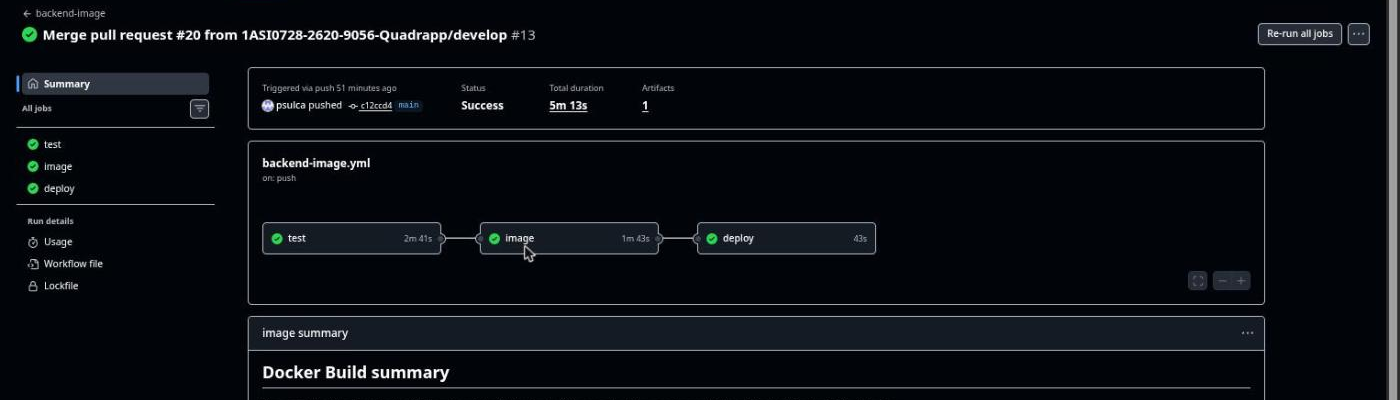 ← backend-image
Merge pull request #20 from 1ASI0728-2620-9056-Quadrapp/develop #13
Re-run all jobs
Summary
All jobs
test
image
deploy
Run details
Usage
Workflow file
Lockfile
Triggered via push 51 minutes ago
psulca pushed c12ccd4 main
Status
Success
Total duration
5m 13s
Artifacts
1
backend-image.yml
on: push
test 2m 41s
image 1m 43s
deploy 43s
image summary
Docker Build summary